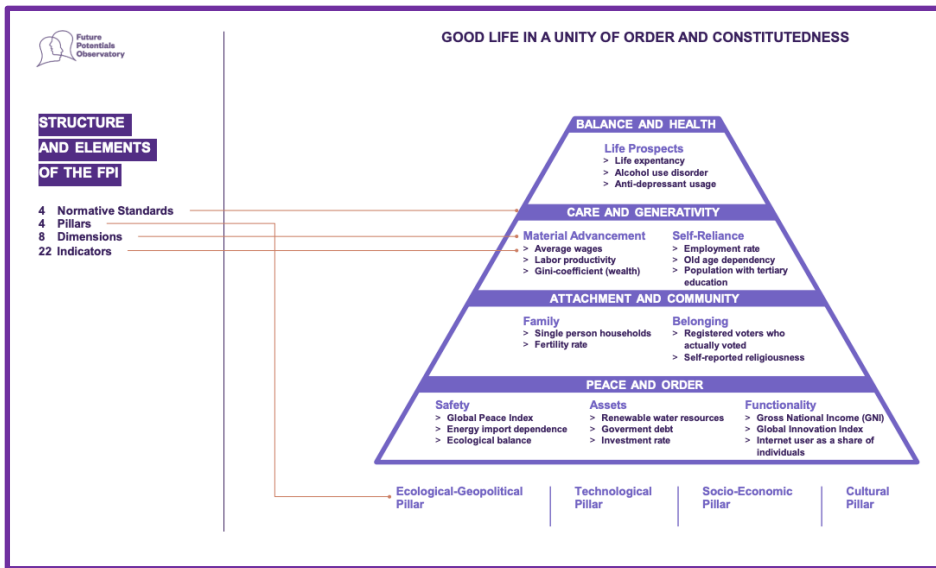 Future
Potentials
Observatory
GOOD LIFE IN A UNITY OF ORDER AND CONSTITUTEDNESS
STRUCTURE
AND ELEMENTS
OF THE FPI
4 Normative Standards
4 Pillars
8 Dimensions
22 Indicators
BALANCE AND HEALTH
Life Prospects
> Life expentancy
> Alcohol use disorder
> Anti-depressant usage
CARE AND GENERATIVITY
Material Advancement
> Average wages
> Labor productivity
> Gini-coefficient (wealth)
Self-Reliance
> Employment rate
> Old age dependency
> Population with tertiary
education
ATTACHMENT AND COMMUNITY
Family
> Single person households
> Fertility rate
Belonging
> Registered voters who
actually voted
> Self-reported religiousness
PEACE AND ORDER
Safety
> Global Peace Index
> Energy import dependence
> Ecological balance
Assets
> Renewable water resources
> Goverment debt
> Investment rate
Functionality
> Gross National Income (GNI)
> Global Innovation Index
> Internet user as a share of
individuals
Ecological-Geopolitical
Pillar
Technological
Pillar
Socio-Economic
Pillar
Cultural
Pillar